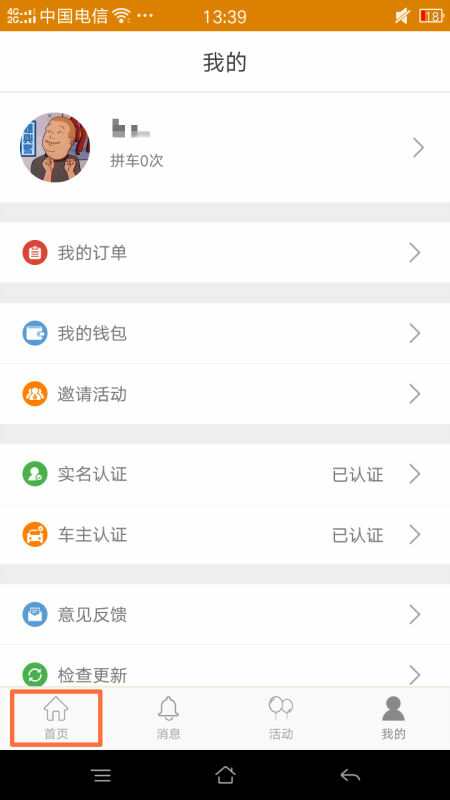 4G 2G 中国电信 ... 13:39 18
我的
拼车0次
我的订单
我的钱包
邀请活动
实名认证 已认证
车主认证 已认证
意见反馈
检查更新
首页 消息 活动 我的